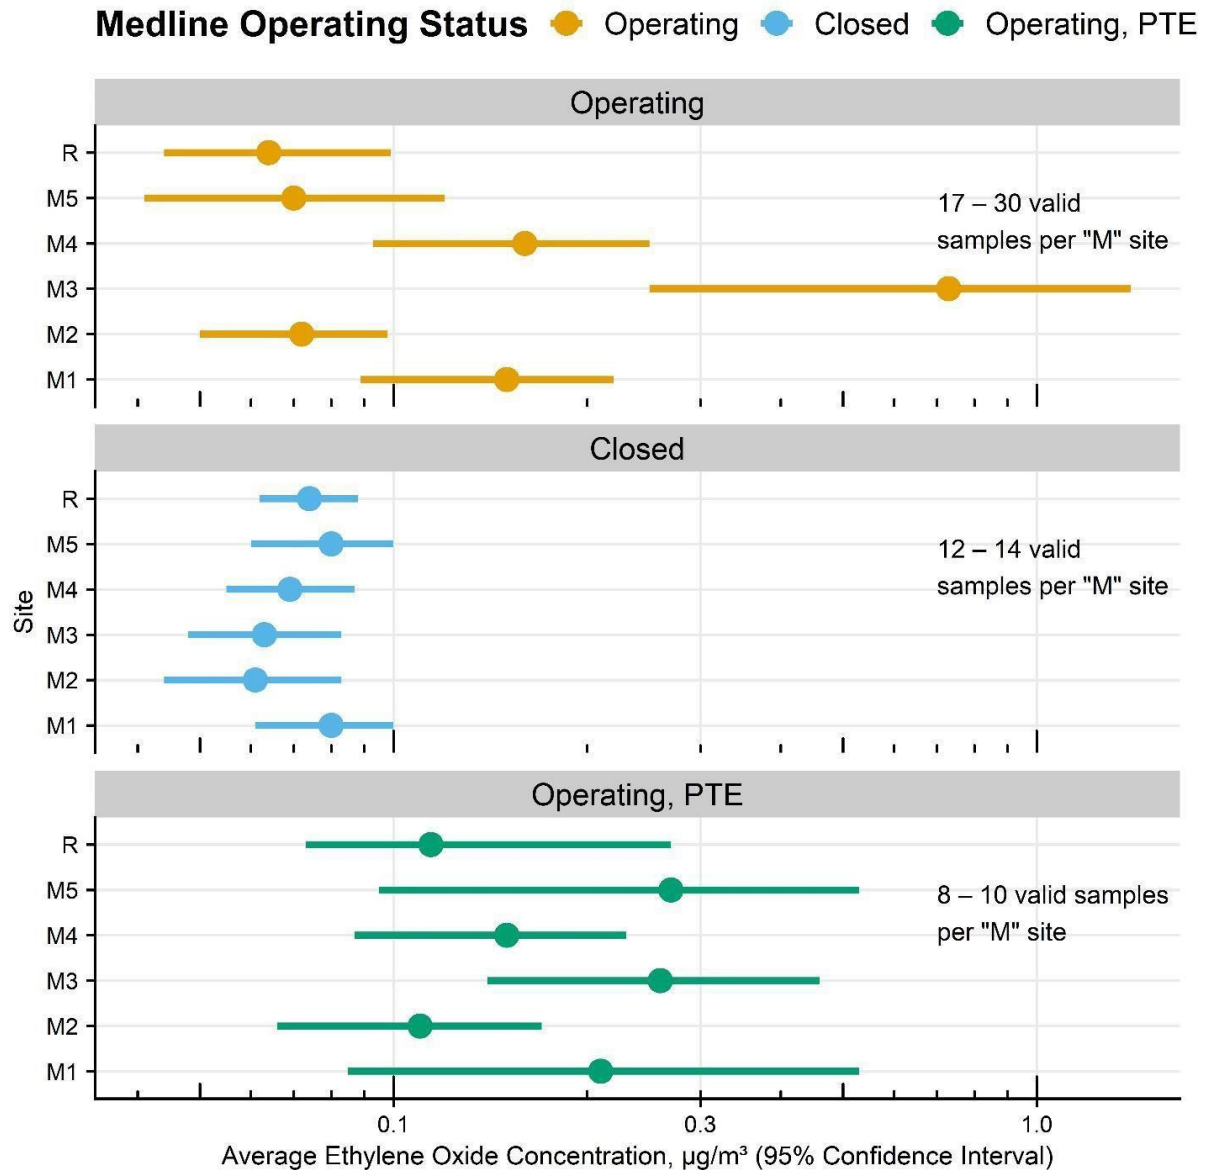 Medline Operating Status Operating Closed Operating, PTE
Operating
R
M5
M4
M3
M2
M1
17 – 30 valid
samples per "M" site
Closed
R
M5
M4
M3
M2
M1
12 – 14 valid
samples per "M" site
Site
Operating, PTE
R
M5
M4
M3
M2
M1
8 – 10 valid samples
per "M" site
0.1 0.3 1.0
Average Ethylene Oxide Concentration, µg/m³ (95% Confidence Interval)